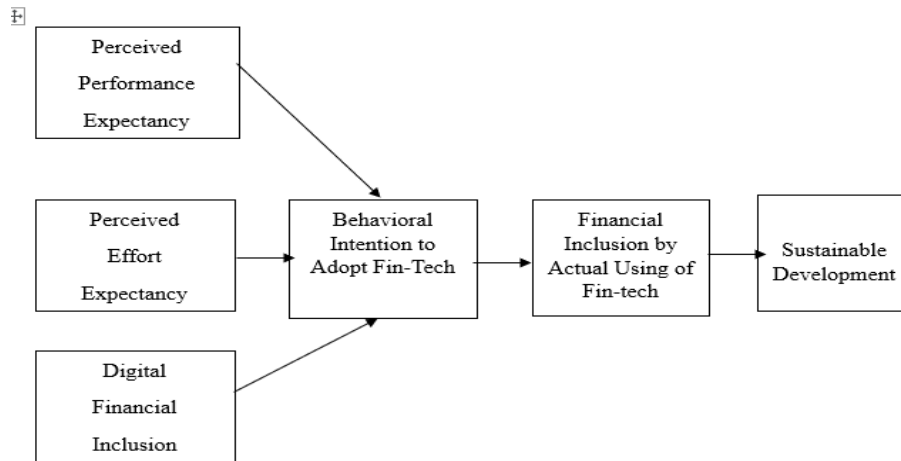 Perceived
Performance
Expectancy
Perceived
Effort
Expectancy
Digital
Financial
Inclusion
Behavioral
Intention to
Adopt Fin-Tech
Financial
Inclusion by
Actual Using of
Fin-tech
Sustainable
Development